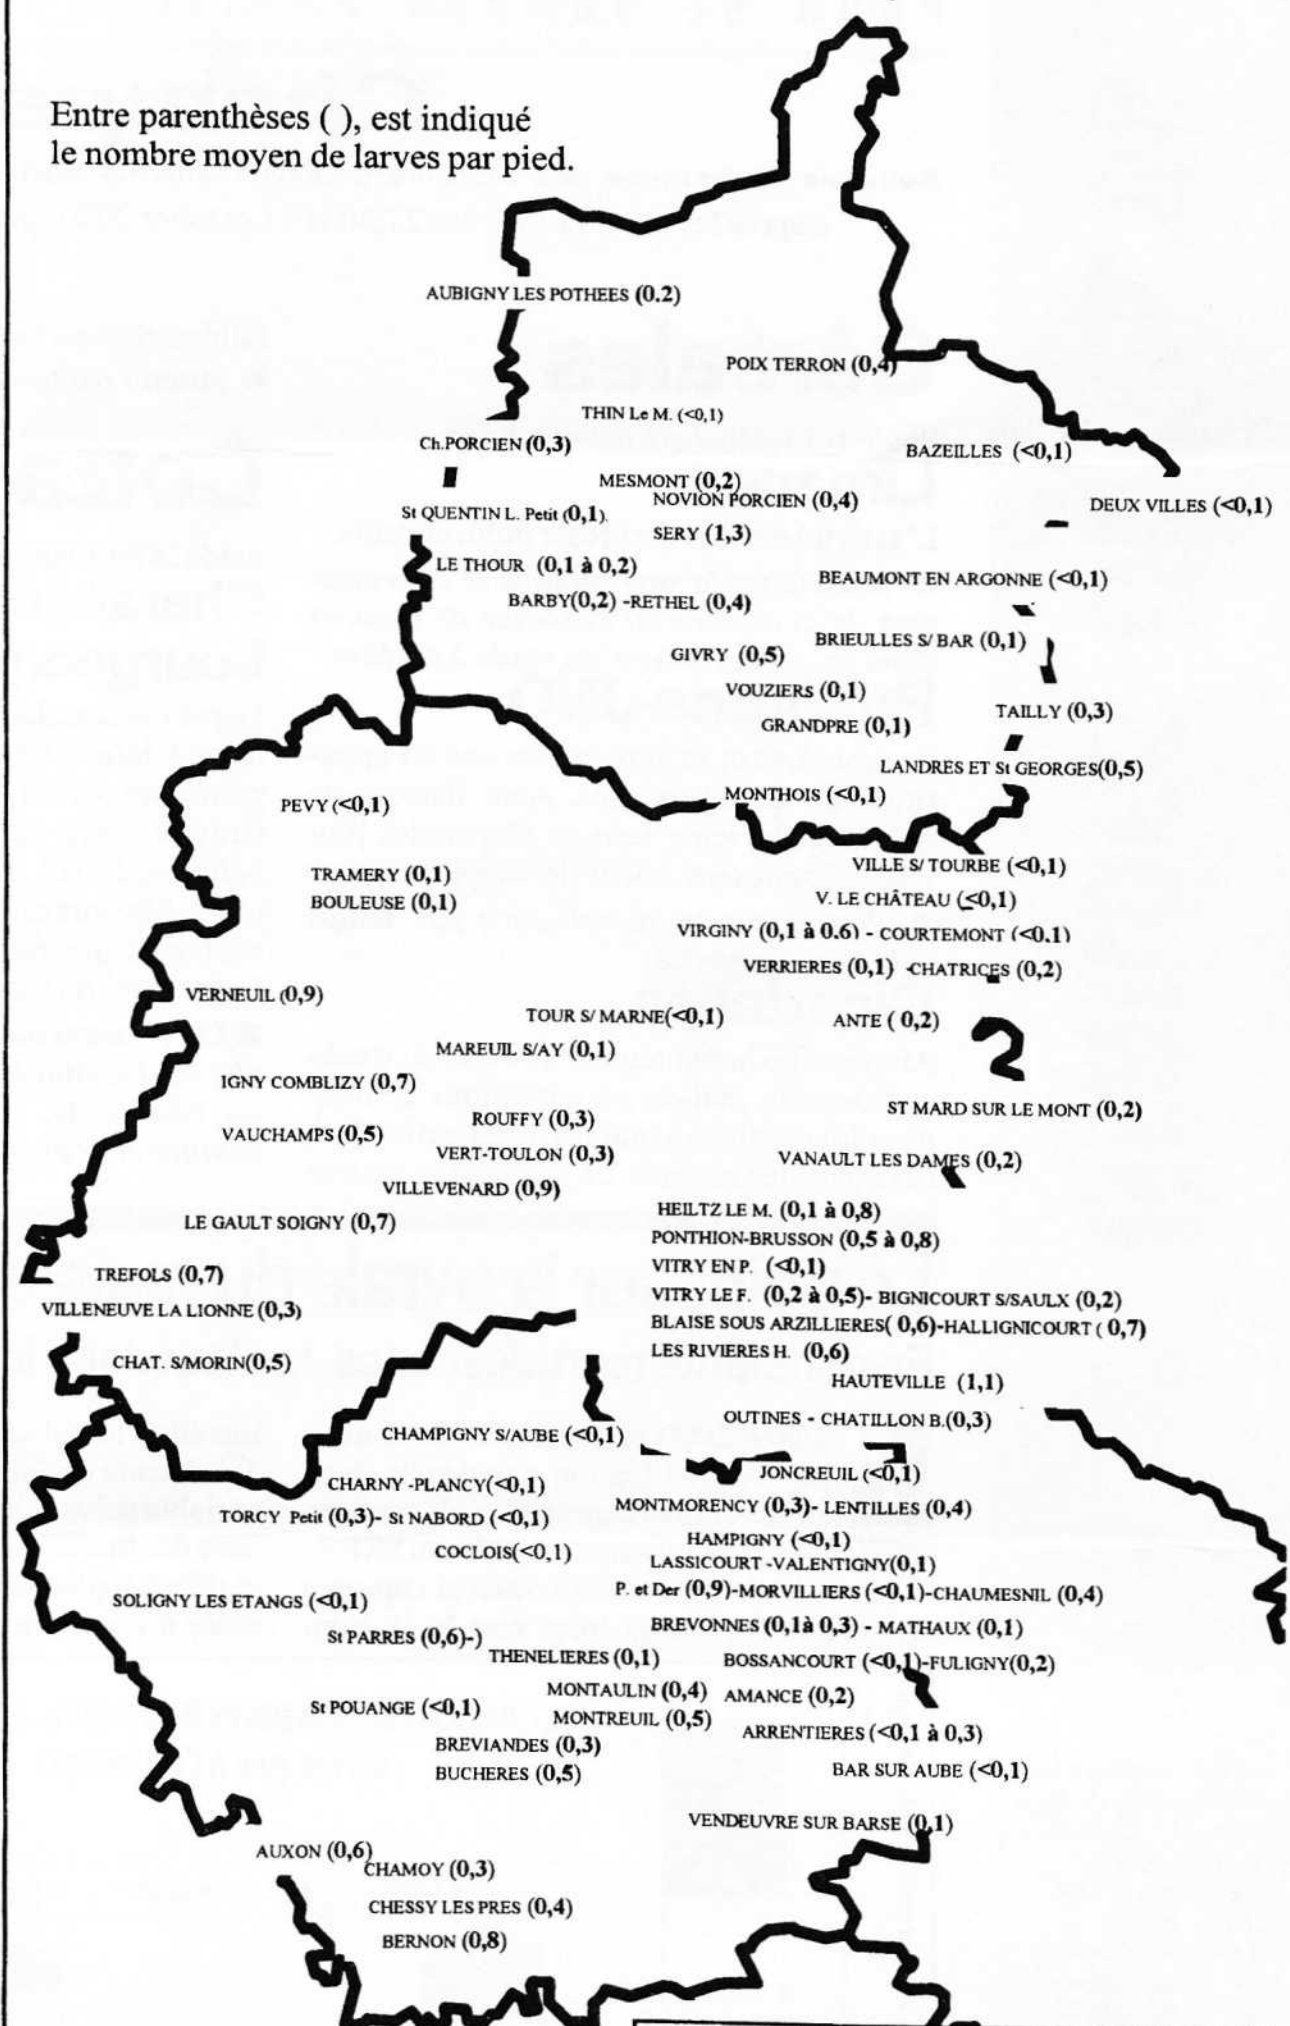 Entre parenthèses ( ), est indiqué
le nombre moyen de larves par pied.
AUBIGNY LES POTHEES (0.2)
POIX TERRON (0,4)
THIN Le M. (<0,1)
Ch.PORCIEN (0,3)
BAZEILLES (<0,1)
MESMONT (0,2)
NOVION PORCIEN (0,4)
DEUX VILLES (<0,1)
St QUENTIN L. Petit (0,1).
SERY (1,3)
LE THOUR (0,1 à 0,2)
BEAUMONT EN ARGONNE (<0,1)
BARBY(0,2) -RETHEL (0,4)
BRIEULLES S/ BAR (0,1)
GIVRY (0,5)
VOUZIERS (0,1)
TAILLY (0,3)
GRANDPRE (0,1)
LANDRES ET St GEORGES(0,5)
MONTHOIS (<0,1)
PEVY (<0,1)
VILLE S/ TOURBE (<0,1)
TRAMERY (0,1)
V. LE CHÂTEAU (≤0,1)
BOULEUSE (0,1)
VIRGINY (0,1 à 0.6) - COURTEMONT (<0.1)
VERRIERES (0,1) -CHATRICES (0,2)
VERNEUIL (0,9)
TOUR S/ MARNE(<0,1)
ANTE ( 0,2)
MAREUIL S/AY (0,1)
IGNY COMBLIZY (0,7)
ST MARD SUR LE MONT (0,2)
ROUFFY (0,3)
VAUCHAMPS (0,5)
VERT-TOULON (0,3)
VANAULT LES DAMES (0,2)
VILLEVENARD (0,9)
HEILTZ LE M. (0,1 à 0,8)
LE GAULT SOIGNY (0,7)
PONTHION-BRUSSON (0,5 à 0,8)
VITRY EN P. (<0,1)
TREFOLS (0,7)
VITRY LE F. (0,2 à 0,5)- BIGNICOURT S/SAULX (0,2)
VILLENEUVE LA LIONNE (0,3)
BLAISE SOUS ARZILLIERES( 0,6)-HALLIGNICOURT ( 0,7)
LES RIVIERES H. (0,6)
CHAT. S/MORIN(0,5)
HAUTEVILLE (1,1)
OUTINES - CHATILLON B.(0,3)
CHAMPIGNY S/AUBE (<0,1)
JONCREUIL (<0,1)
CHARNY -PLANCY(<0,1)
MONTMORENCY (0,3)- LENTILLES (0,4)
TORCY Petit (0,3)- St NABORD (<0,1)
HAMPIGNY (<0,1)
COCLOIS(<0,1)
LASSICOURT -VALENTIGNY(0,1)
P. et Der (0,9)-MORVILLIERS (<0,1)-CHAUMESNIL (0,4)
SOLIGNY LES ETANGS (<0,1)
BREVONNES (0,1à 0,3) - MATHAUX (0,1)
St PARRES (0,6)-)
THENELIERES (0,1)
BOSSANCOURT (<0,1)-FULIGNY(0,2)
MONTAULIN (0,4)
AMANCE (0,2)
St POUANGE (<0,1)
MONTREUIL (0,5)
ARRENTIERES (<0,1 à 0,3)
BREVIANDES (0,3)
BAR SUR AUBE (<0,1)
BUCHERES (0,5)
VENDEUVRE SUR BARSE (0,1)
AUXON (0,6)
CHAMOY (0,3)
CHESSY LES PRES (0,4)
BERNON (0,8)